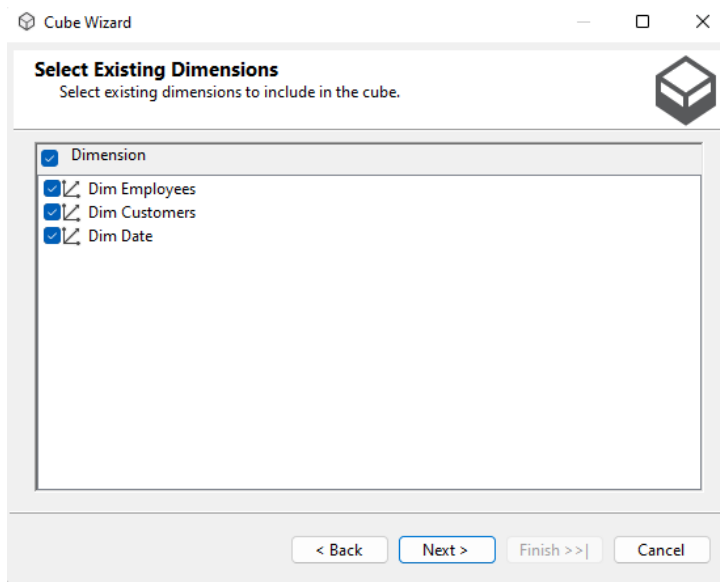 Cube Wizard
Select Existing Dimensions
Select existing dimensions to include in the cube.
Dimension
Dim Employees
Dim Customers
Dim Date
< Back Next > Finish >>| Cancel